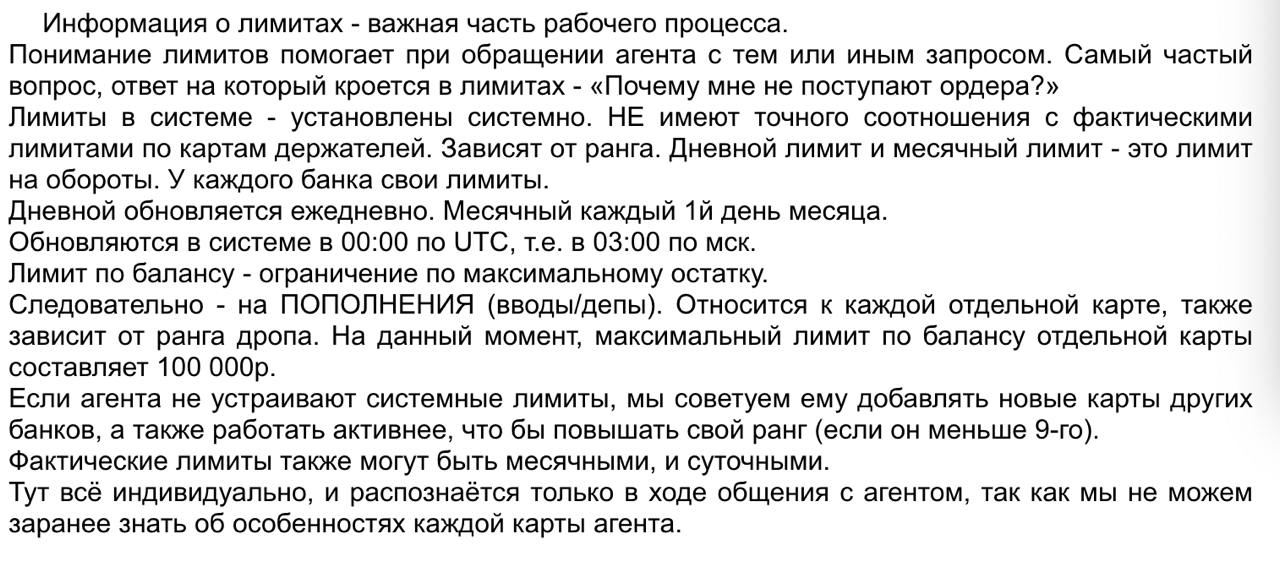 Информация о лимитах - важная часть рабочего процесса.
Понимание лимитов помогает при обращении агента с тем или иным запросом. Самый частый
вопрос, ответ на который кроется в лимитах - «Почему мне не поступают ордера?»
Лимиты в системе - установлены системно. НЕ имеют точного соотношения с фактическими
лимитами по картам держателей. Зависят от ранга. Дневной лимит и месячный лимит - это лимит
на обороты. У каждого банка свои лимиты.
Дневной обновляется ежедневно. Месячный каждый 1й день месяца.
Обновляются в системе в 00:00 по UTC, т.е. в 03:00 по мск.
Лимит по балансу - ограничение по максимальному остатку.
Следовательно - на ПОПОЛНЕНИЯ (вводы/депы). Относится к каждой отдельной карте, также
зависит от ранга дропа. На данный момент, максимальный лимит по балансу отдельной карты
составляет 100 000р.
Если агента не устраивают системные лимиты, мы советуем ему добавлять новые карты других
банков, а также работать активнее, что бы повышать свой ранг (если он меньше 9-го).
Фактические лимиты также могут быть месячными, и суточными.
Тут всё индивидуально, и распознаётся только в ходе общения с агентом, так как мы не можем
заранее знать об особенностях каждой карты агента.